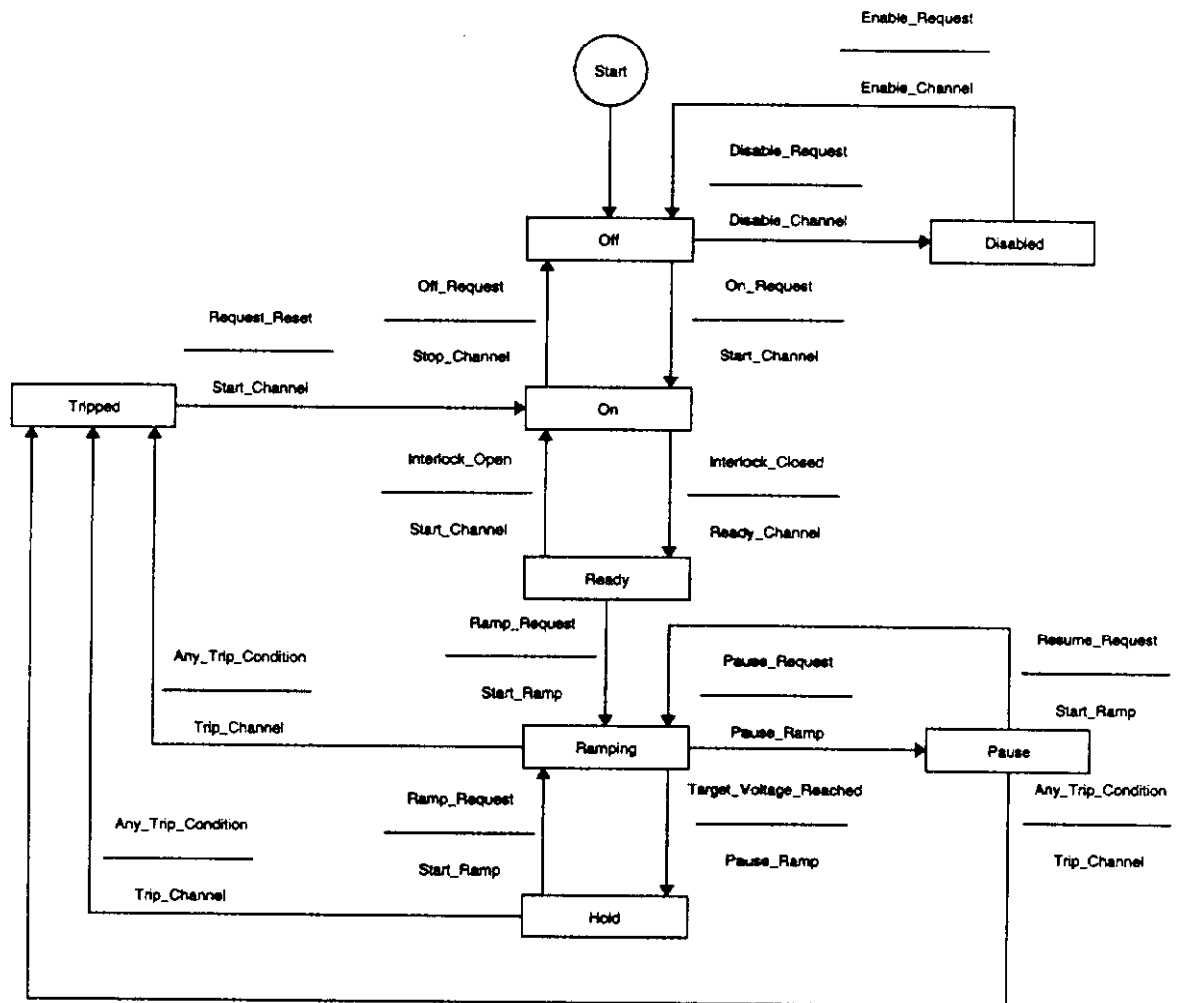 Enable_Request
Start
Enable_Channel
Disable_Request
Disable_Channel
Off
Disabled
Off_Request
On_Request
Request_Reset
Stop_Channel
Start_Channel
Start_Channel
Tripped
On
Interlock_Open
Interlock_Closed
Start_Channel
Ready_Channel
Ready
Ramp_Request
Resume_Request
Any_Trip_Condition
Pause_Request
Start_Ramp
Start_Ramp
Trip_Channel
Pause_Ramp
Ramping
Pause
Ramp_Request
Target_Voltage_Reached
Any_Trip_Condition
Any_Trip_Condition
Start_Ramp
Pause_Ramp
Trip_Channel
Trip_Channel
Hold